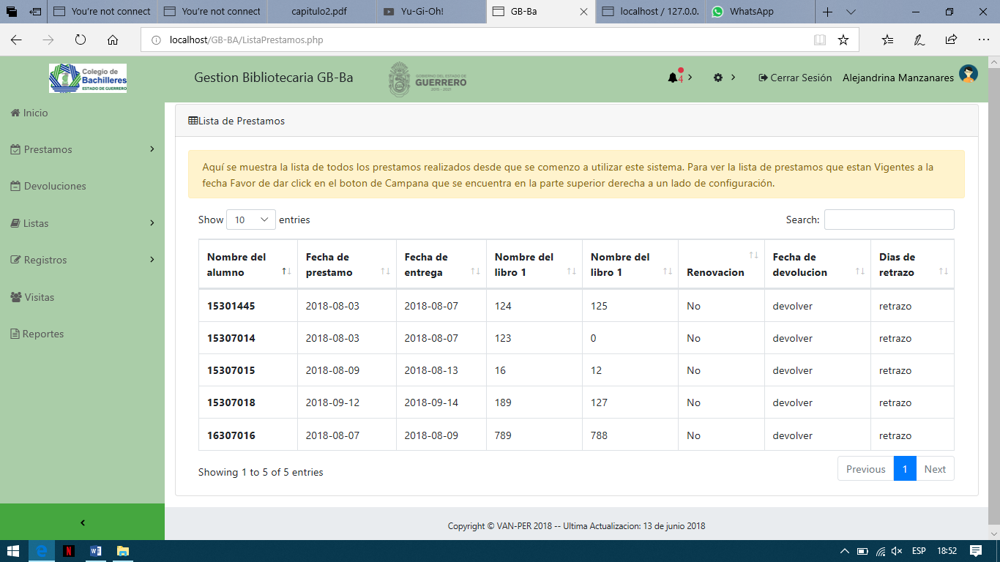 You're not connect
You're not connect
capitulo2.pdf
Yu-Gi-Oh!
GB-Ba
localhost / 127.0.0.
WhatsApp
localhost/GB-BA/ListaPrestamos.php
Colegio de
Bachilleres
ESTADO DE GUERRERO
Gestion Bibliotecaria GB-Ba
GOBIERNO DEL ESTADO DE
GUERRERO
2015 - 2021
4
Cerrar Sesión
Alejandrina Manzanares
Inicio
Prestamos
Devoluciones
Listas
Registros
Visitas
Reportes
Lista de Prestamos
Aquí se muestra la lista de todos los prestamos realizados desde que se comenzo a utilizar este sistema. Para ver la lista de prestamos que estan Vigentes a la
fecha Favor de dar click en el boton de Campana que se encuentra en la parte superior derecha a un lado de configuración.
Show 10 entries
Search:
Nombre del alumno Fecha de prestamo Fecha de entrega Nombre del libro 1 Nombre del libro 1 Renovacion Fecha de devolucion Dias de retrazo
15301445 2018-08-03 2018-08-07 124 125 No devolver retrazo
15307014 2018-08-03 2018-08-07 123 0 No devolver retrazo
15307015 2018-08-09 2018-08-13 16 12 No devolver retrazo
15307018 2018-09-12 2018-09-14 189 127 No devolver retrazo
16307016 2018-08-07 2018-08-09 789 788 No devolver retrazo
Showing 1 to 5 of 5 entries
Previous 1 Next
Copyright © VAN-PER 2018 -- Ultima Actualizacion: 13 de junio 2018
ESP 18:52